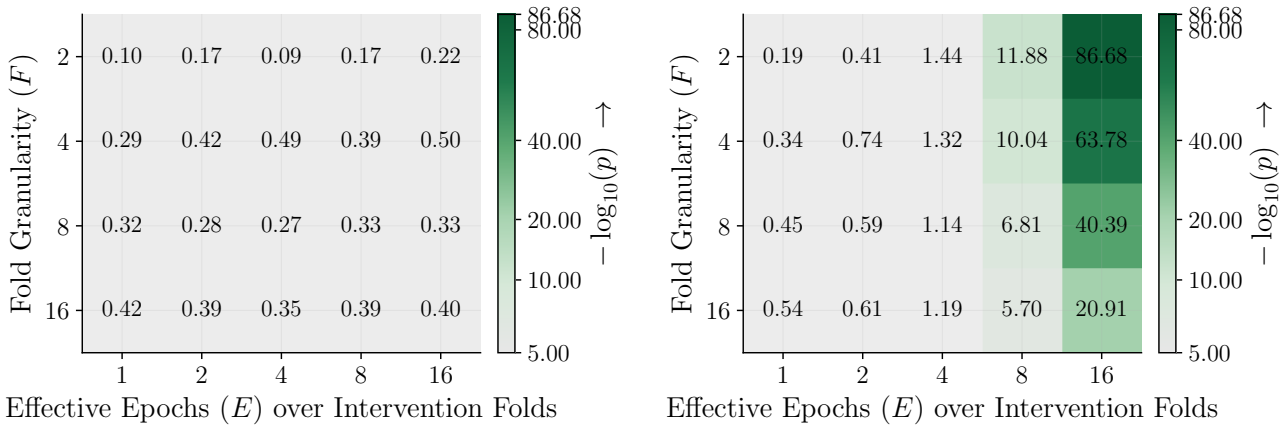 Fold Granularity (F)
2 0.10 0.17 0.09 0.17 0.22
4 0.29 0.42 0.49 0.39 0.50
8 0.32 0.28 0.27 0.33 0.33
16 0.42 0.39 0.35 0.39 0.40
1 2 4 8 16
Effective Epochs (E) over Intervention Folds
86.68
80.00
40.00
20.00
10.00
5.00
− log₁₀(p) →
Fold Granularity (F)
2 0.19 0.41 1.44 11.88 86.68
4 0.34 0.74 1.32 10.04 63.78
8 0.45 0.59 1.14 6.81 40.39
16 0.54 0.61 1.19 5.70 20.91
1 2 4 8 16
Effective Epochs (E) over Intervention Folds
86.68
80.00
40.00
20.00
10.00
5.00
− log₁₀(p) →